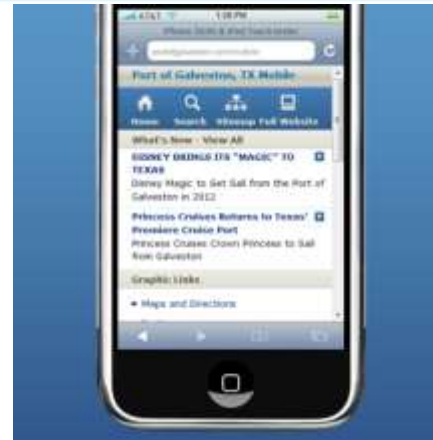 AT&T 1:28 PM
Port of Galveston, TX Mobile
Home Search Sitemap Full Website
What's New - View All
DISNEY BRINGS ITS "MAGIC" TO
TEXAS
Disney Magic to Set Sail from the Port of
Galveston in 2012
Princess Cruises Returns to Texas'
Premiere Cruise Port
Princess Cruises Crown Princess to Sail
from Galveston
Graphic Links
Maps and Directions